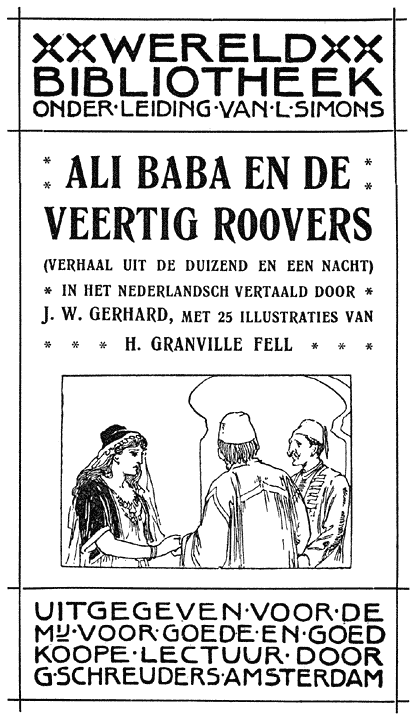 WERELD
BIBLIOTHEEK
ONDER·LEIDING·VAN·L·SIMONS
ALI BABA EN DE
VEERTIG ROOVERS
(VERHAAL UIT DE DUIZEND EN EEN NACHT)
* IN HET NEDERLANDSCH VERTAALD DOOR *
J. W. GERHARD, MET 25 ILLUSTRATIES VAN
* * * H. GRANVILLE FELL * * *
UITGEGEVEN·VOOR·DE
MIJ·VOOR·GOEDE·EN·GOED
KOOPE·LECTUUR·DOOR
G·SCHREUDERS·AMSTERDAM